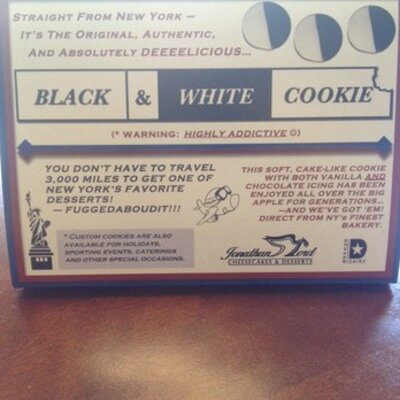 STRAIGHT FROM NEW YORK –
IT'S THE ORIGINAL, AUTHENTIC,
AND ABSOLUTELY DEEEELICIOUS...
BLACK & WHITE COOKIE
(* WARNING: HIGHLY ADDICTIVE ☺)
YOU DON'T HAVE TO TRAVEL
3,000 MILES TO GET ONE OF
NEW YORK'S FAVORITE
DESSERTS!
– FUGGEDABOUDIT!!!
THIS SOFT, CAKE-LIKE COOKIE
WITH BOTH VANILLA AND
CHOCOLATE ICING HAS BEEN
ENJOYED ALL OVER THE BIG
APPLE FOR GENERATIONS...
—AND WE'VE GOT 'EM!
DIRECT FROM NY'S FINEST
BAKERY.
* CUSTOM COOKIES ARE ALSO
AVAILABLE FOR HOLIDAYS,
SPORTING EVENTS, CATERINGS
AND OTHER SPECIAL OCCASIONS.
Jonathan Lord
CHEESECAKES & DESSERTS
D
DAIRY